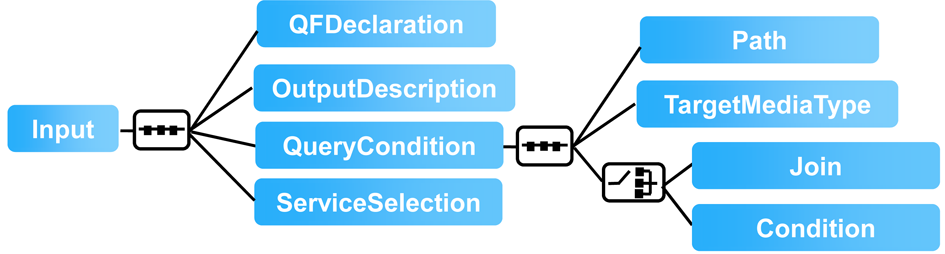 Input
QFDeclaration
OutputDescription
QueryCondition
ServiceSelection
Path
TargetMediaType
Join
Condition